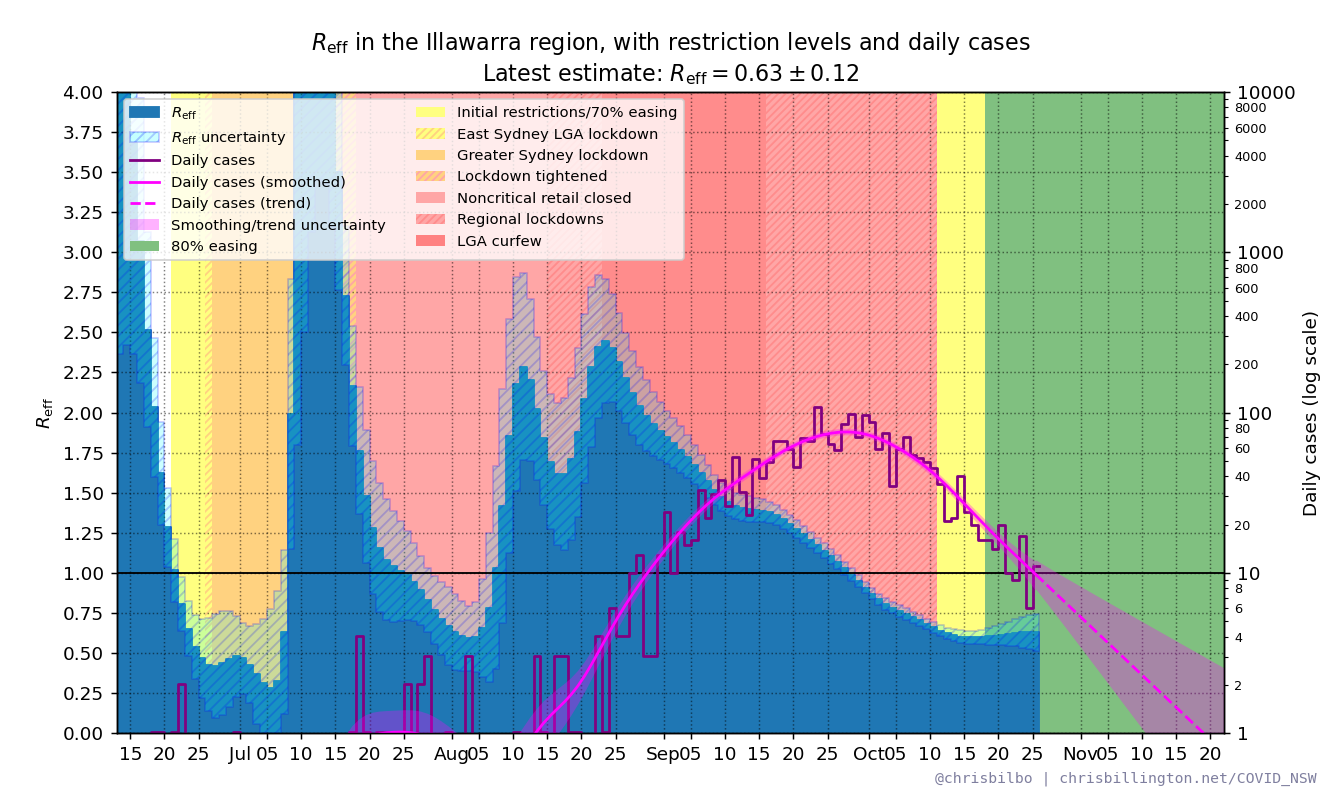 R_eff in the Illawarra region, with restriction levels and daily cases
Latest estimate: R_eff = 0.63 ± 0.12
R_eff
R_eff uncertainty
Daily cases
Daily cases (smoothed)
Daily cases (trend)
Smoothing/trend uncertainty
80% easing
Initial restrictions/70% easing
East Sydney LGA lockdown
Greater Sydney lockdown
Lockdown tightened
Noncritical retail closed
Regional lockdowns
LGA curfew
R_eff
4.00
3.75
3.50
3.25
3.00
2.75
2.50
2.25
2.00
1.75
1.50
1.25
1.00
0.75
0.50
0.25
0.00
10000
8000
6000
4000
2000
1000
800
600
400
200
100
80
60
40
20
10
8
6
4
2
1
Daily cases (log scale)
15 20 25 Jul 05 10 15 20 25 Aug 05 10 15 20 25 Sep 05 10 15 20 25 Oct 05 10 15 20 25 Nov 05 10 15 20
@chrisbilbo | chrisbillington.net/COVID_NSW